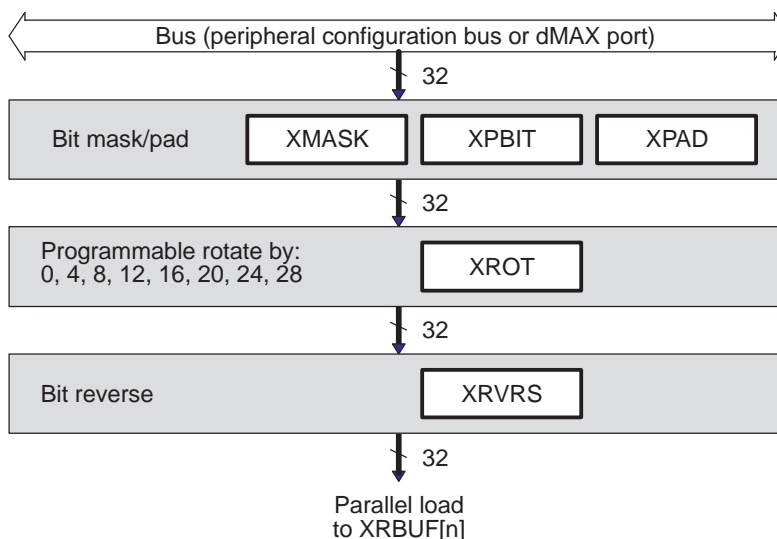 Bus (peripheral configuration bus or dMAX port)
32
Bit mask/pad XMASK XPBIT XPAD
32
Programmable rotate by:
0, 4, 8, 12, 16, 20, 24, 28
XROT
32
Bit reverse XRVRS
32
Parallel load
to XRBUF[n]